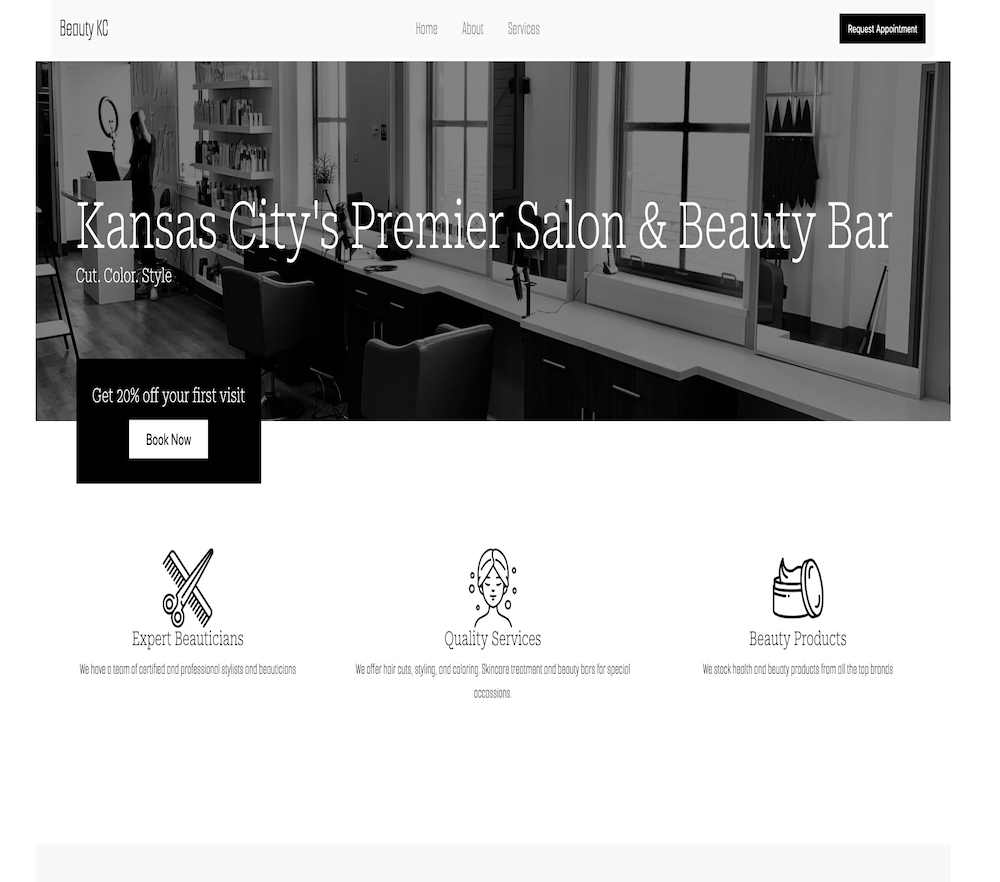 Beauty KC
Home
About
Services
Request Appointment
Kansas City's Premier Salon & Beauty Bar
Cut. Color. Style
Get 20% off your first visit
Book Now
Expert Beauticians
We have a team of certified and professional stylists and beauticians
Quality Services
We offer hair cuts, styling, and coloring. Skincare treatment and beauty bars for special
occassions.
Beauty Products
We stock health and beauty products from all the top brands